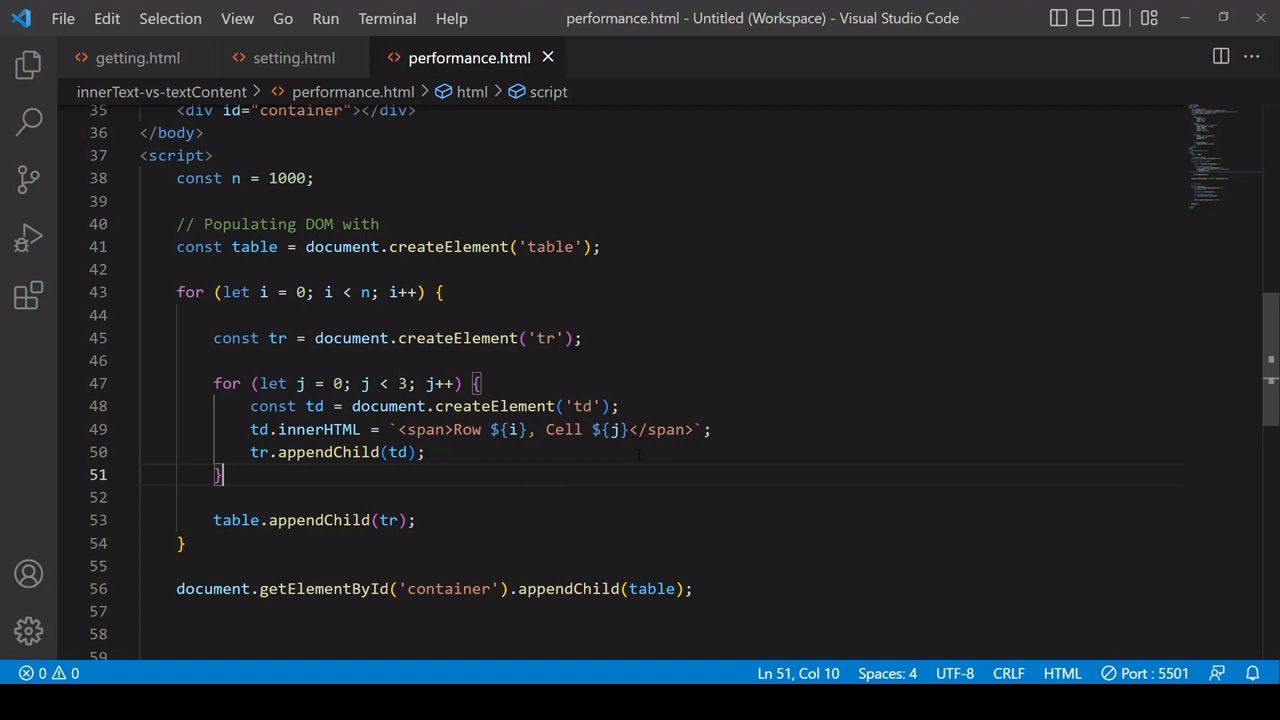 File Edit Selection View Go Run Terminal Help performance.html - Untitled (Workspace) - Visual Studio Code
getting.html setting.html performance.html
innerText-vs-textContent > performance.html > html > script
35 <div id="container"></div>
36 </body>
37 <script>
38 const n = 1000;
39
40 // Populating DOM with
41 const table = document.createElement('table');
42
43 for (let i = 0; i < n; i++) {
44
45 const tr = document.createElement('tr');
46
47 for (let j = 0; j < 3; j++) {
48 const td = document.createElement('td');
49 td.innerHTML = `<span>Row ${i}, Cell ${j}</span>`;
50 tr.appendChild(td);
51 }
52
53 table.appendChild(tr);
54 }
55
56 document.getElementById('container').appendChild(table);
57
58
59
0 0 Ln 51, Col 10 Spaces: 4 UTF-8 CRLF HTML Port : 5501